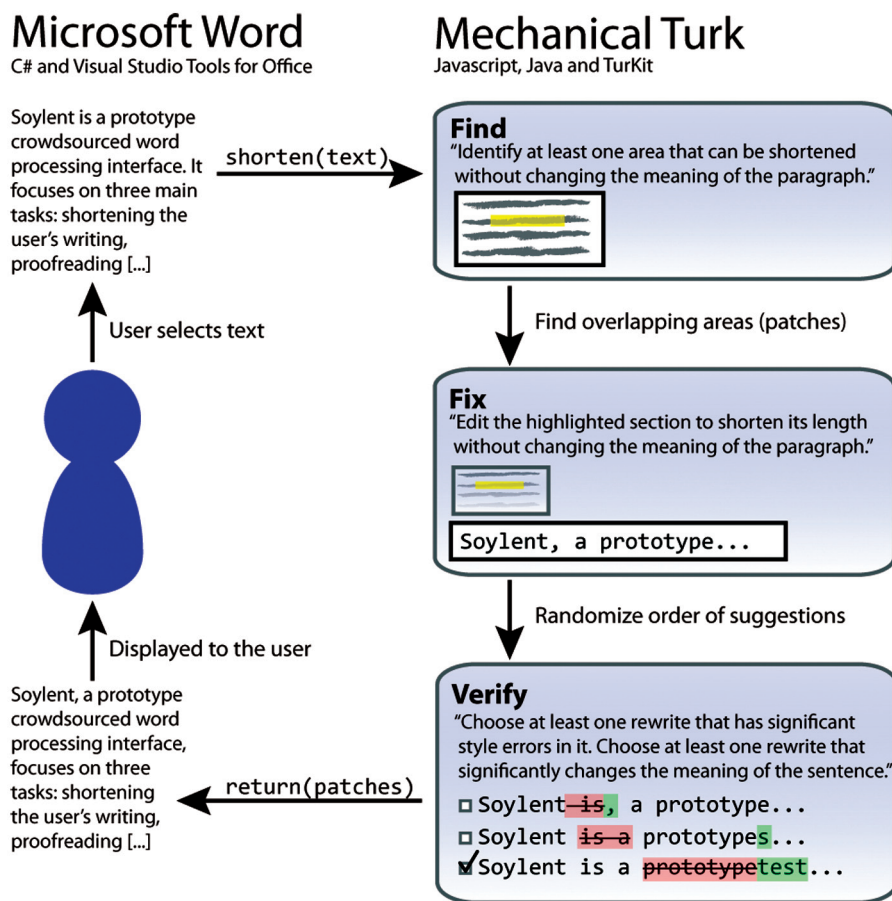 Microsoft Word
C# and Visual Studio Tools for Office
Soylent is a prototype
crowdsourced word
processing interface. It
focuses on three main
tasks: shortening the
user's writing,
proofreading [...]
shorten(text)
User selects text
Displayed to the user
Soylent, a prototype
crowdsourced word
processing interface,
focuses on three
tasks: shortening
the user's writing,
proofreading [...]
return(patches)
Mechanical Turk
Javascript, Java and TurKit
Find
“Identify at least one area that can be shortened
without changing the meaning of the paragraph.”
Find overlapping areas (patches)
Fix
“Edit the highlighted section to shorten its length
without changing the meaning of the paragraph.”
Soylent, a prototype...
Randomize order of suggestions
Verify
“Choose at least one rewrite that has significant
style errors in it. Choose at least one rewrite that
significantly changes the meaning of the sentence.”
Soylent is, a prototype...
Soylent is a prototypes...
Soylent is a prototypetest...